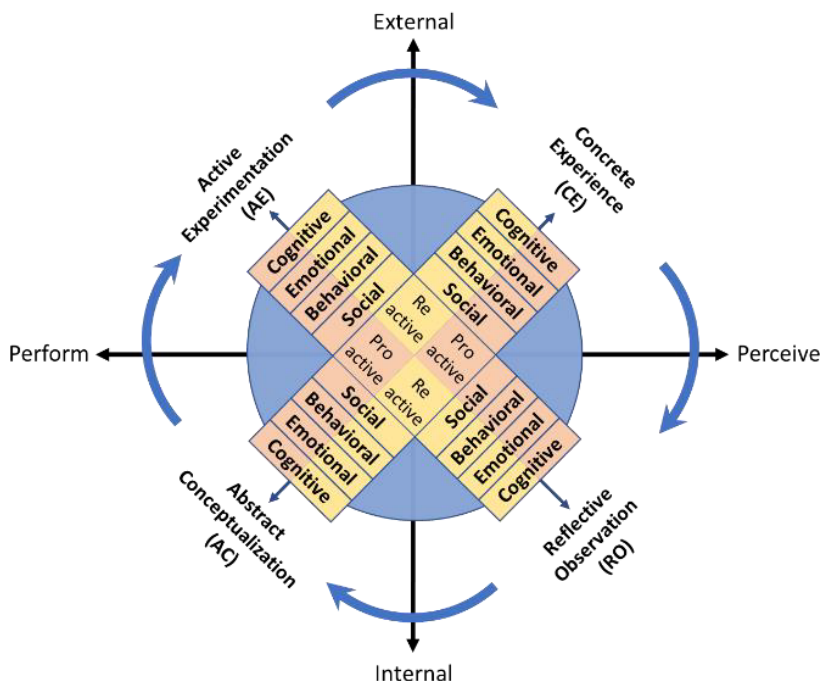 External
Active
Experimentation
(AE)
Concrete
Experience
(CE)
Cognitive
Emotional
Behavioral
Social
Cognitive
Emotional
Behavioral
Social
Re
active
Pro
active
Pro
active
Re
active
Perform
Perceive
Social
Behavioral
Emotional
Cognitive
Social
Behavioral
Emotional
Cognitive
Abstract
Conceptualization
(AC)
Reflective
Observation
(RO)
Internal